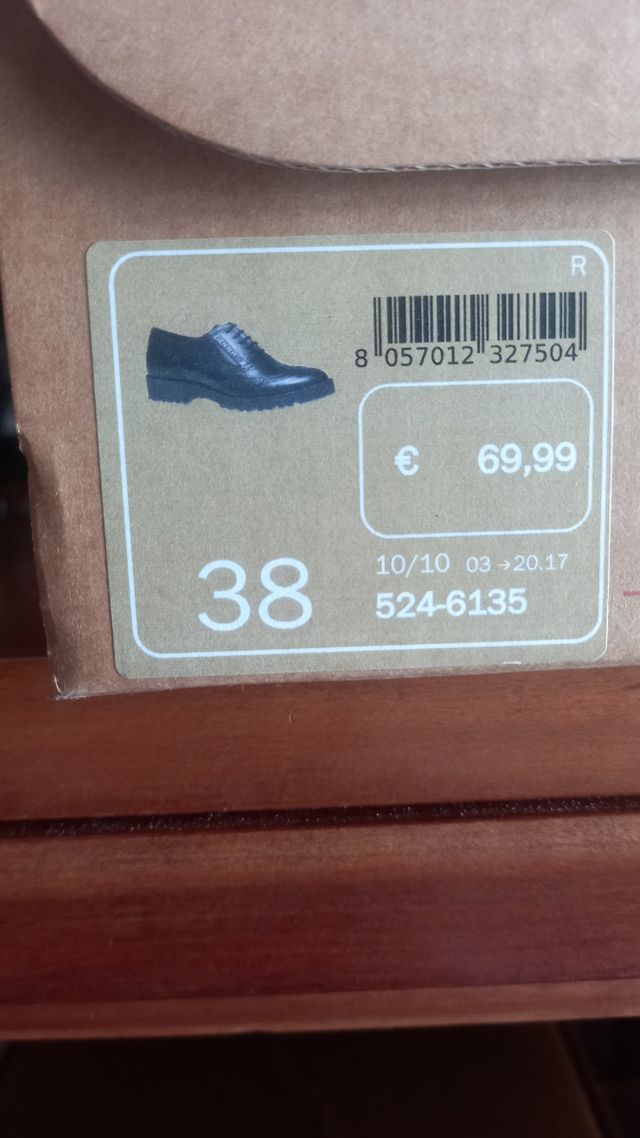 R
8 057012 327504
€ 69,99
38
10/10 03 →20.17
524-6135